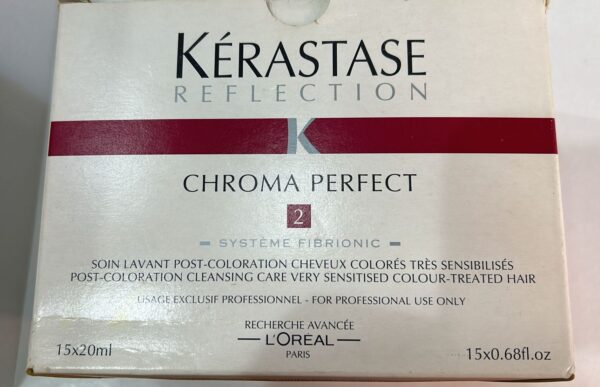 KÉRASTASE
REFLECTION
K
CHROMA PERFECT
2
SYSTÈME FIBRIONIC
SOIN LAVANT POST-COLORATION CHEVEUX COLORÉS TRÈS SENSIBILISÉS
POST-COLORATION CLEANSING CARE VERY SENSITISED COLOUR-TREATED HAIR
USAGE EXCLUSIF PROFESSIONNEL - FOR PROFESSIONAL USE ONLY
RECHERCHE AVANCÉE
L'ORÉAL
PARIS
15x20ml
15x0.68fl.oz